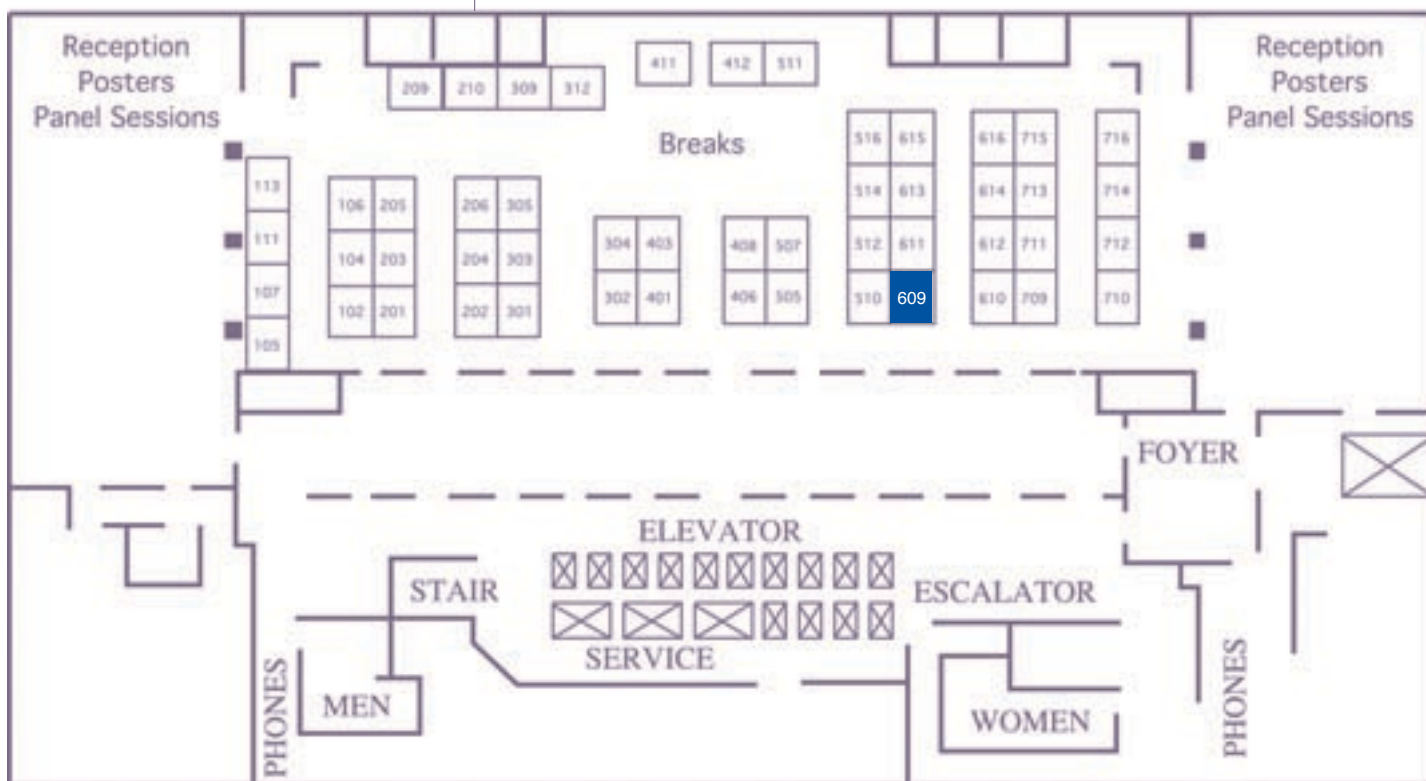 Reception
Posters
Panel Sessions
Reception
Posters
Panel Sessions
411 412 511
209 210 309 312
Breaks
516 615 616 715 716
113
106 205 206 305
514 613 614 713 714
111
104 203 204 303
304 403 408 507
512 611 612 711 712
107
102 201 202 301
302 401 406 505
510 609 610 709 710
105
FOYER
ELEVATOR
STAIR
ESCALATOR
SERVICE
PHONES
MEN
WOMEN
PHONES